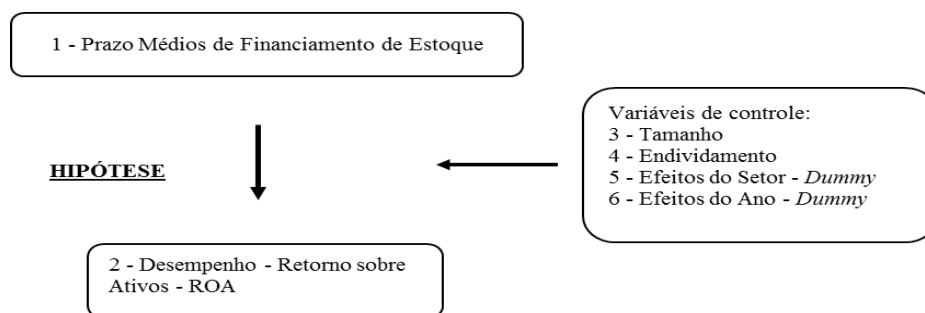 1 - Prazo Médios de Financiamento de Estoque
Variáveis de controle:
3 - Tamanho
4 - Endividamento
5 - Efeitos do Setor - Dummy
6 - Efeitos do Ano - Dummy
HIPÓTESE
2 - Desempenho - Retorno sobre
Ativos - ROA